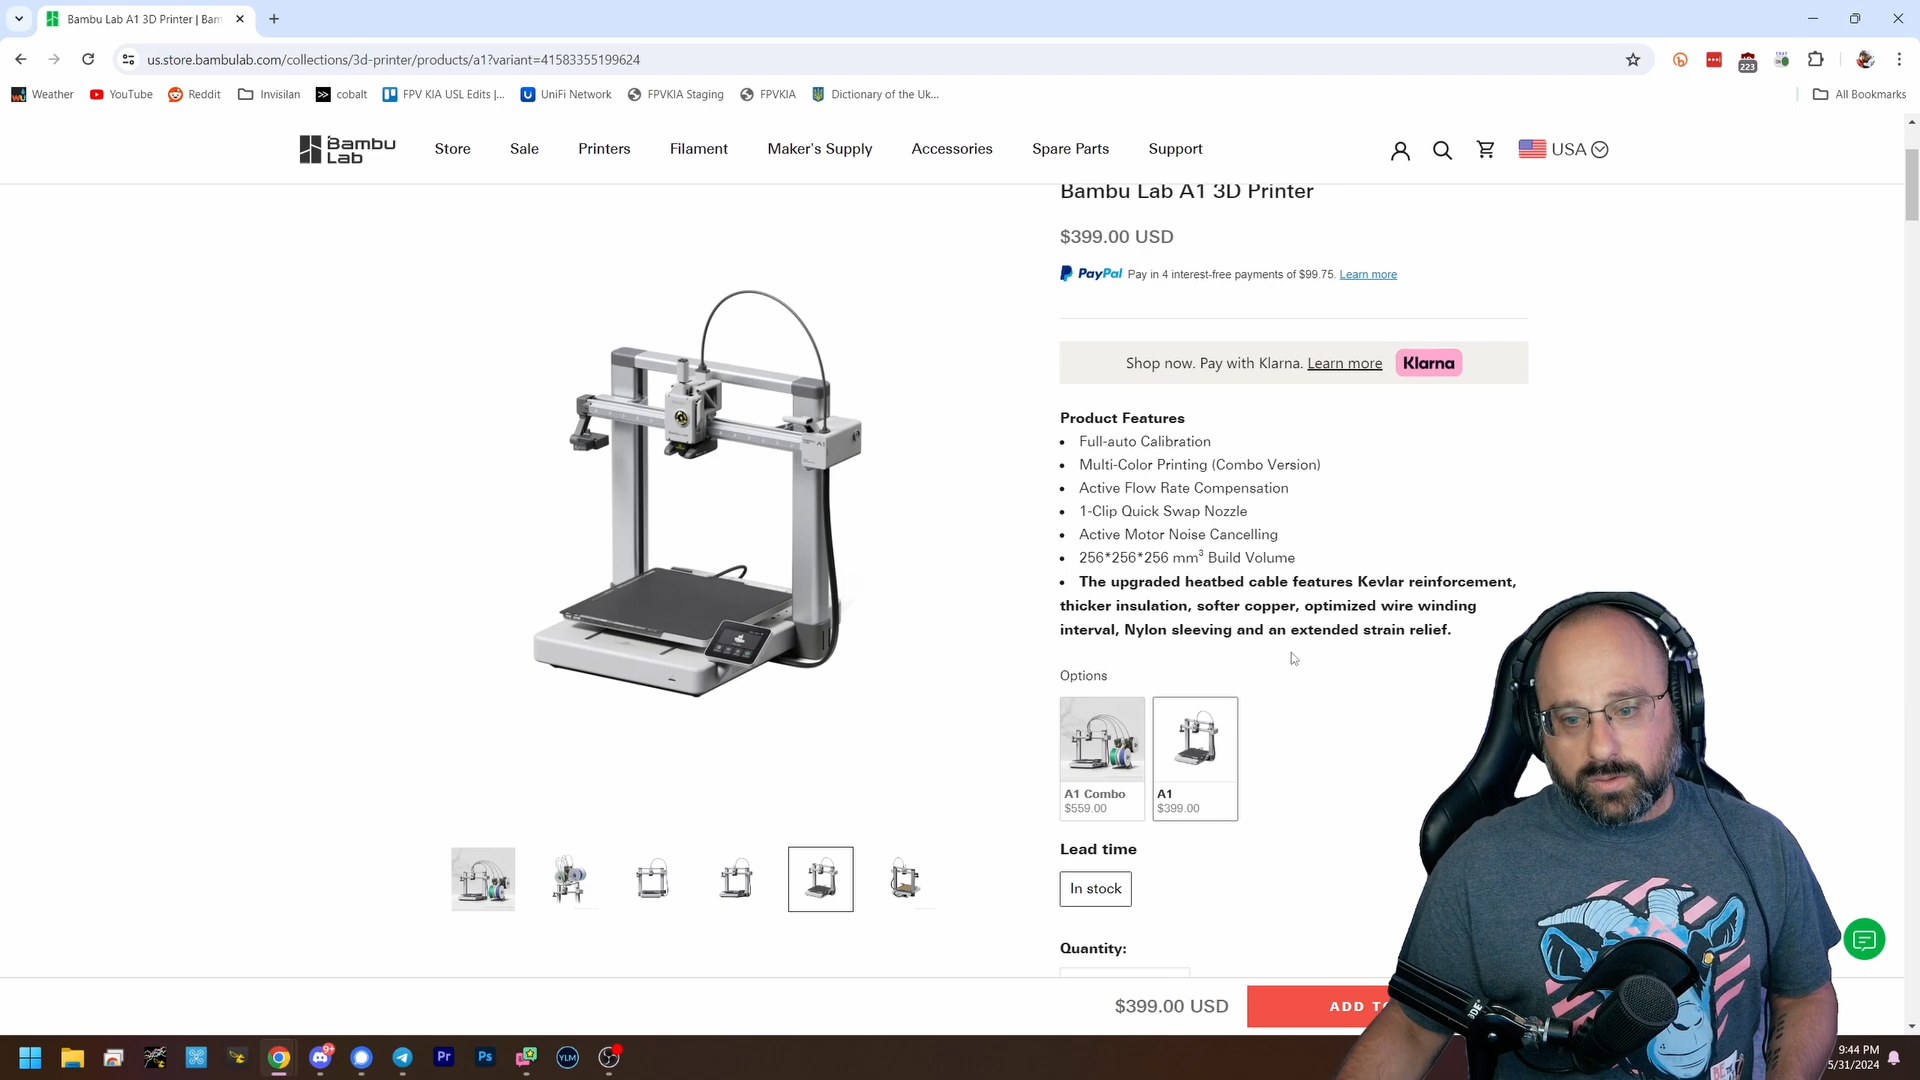 Bambu Lab A1 3D Printer | Bam
us.store.bambulab.com/collections/3d-printer/products/a1?variant=41583355199624
223
Weather
YouTube
Reddit
Invisilan
cobalt
FPV KIA USL Edits |...
UniFi Network
FPVKIA Staging
FPVKIA
Dictionary of the Uk...
All Bookmarks
Bambu
Lab
Store
Sale
Printers
Filament
Maker's Supply
Accessories
Spare Parts
Support
USA
Bambu Lab A1 3D Printer
$399.00 USD
PayPal Pay in 4 interest-free payments of $99.75. Learn more
Shop now. Pay with Klarna. Learn more Klarna
Product Features
• Full-auto Calibration
• Multi-Color Printing (Combo Version)
• Active Flow Rate Compensation
• 1-Clip Quick Swap Nozzle
• Active Motor Noise Cancelling
• 256*256*256 mm³ Build Volume
• The upgraded heatbed cable features Kevlar reinforcement,
thicker insulation, softer copper, optimized wire winding
interval, Nylon sleeving and an extended strain relief.
Options
A1 Combo
$559.00
A1
$399.00
Lead time
In stock
Quantity:
$399.00 USD
ADD T
9+
Pr
Ps
YLM
9:44 PM
5/31/2024